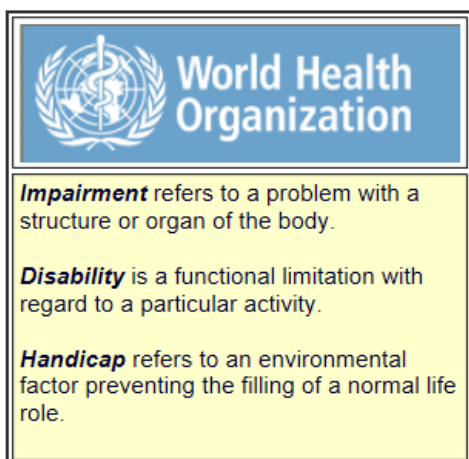 World Health
Organization
Impairment refers to a problem with a
structure or organ of the body.
Disability is a functional limitation with
regard to a particular activity.
Handicap refers to an environmental
factor preventing the filling of a normal life
role.